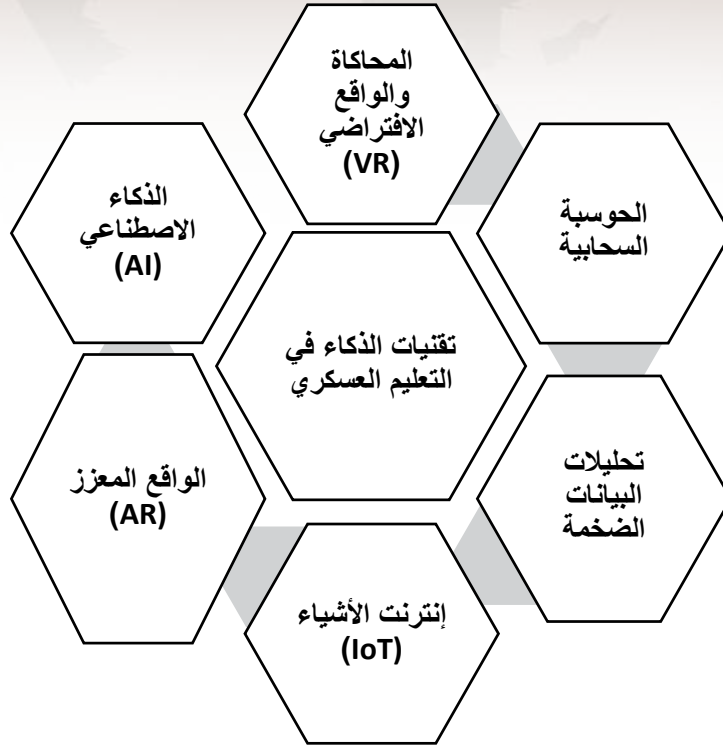 المحاكاة
والواقع
الافتراضي
(VR)
الحوسبة
السحابية
تحليلات
البيانات
الضخمة
إنترنت الأشياء
(IoT)
الواقع المعزز
(AR)
الذكاء
الاصطناعي
(AI)
تقنيات الذكاء في
التعليم العسكري